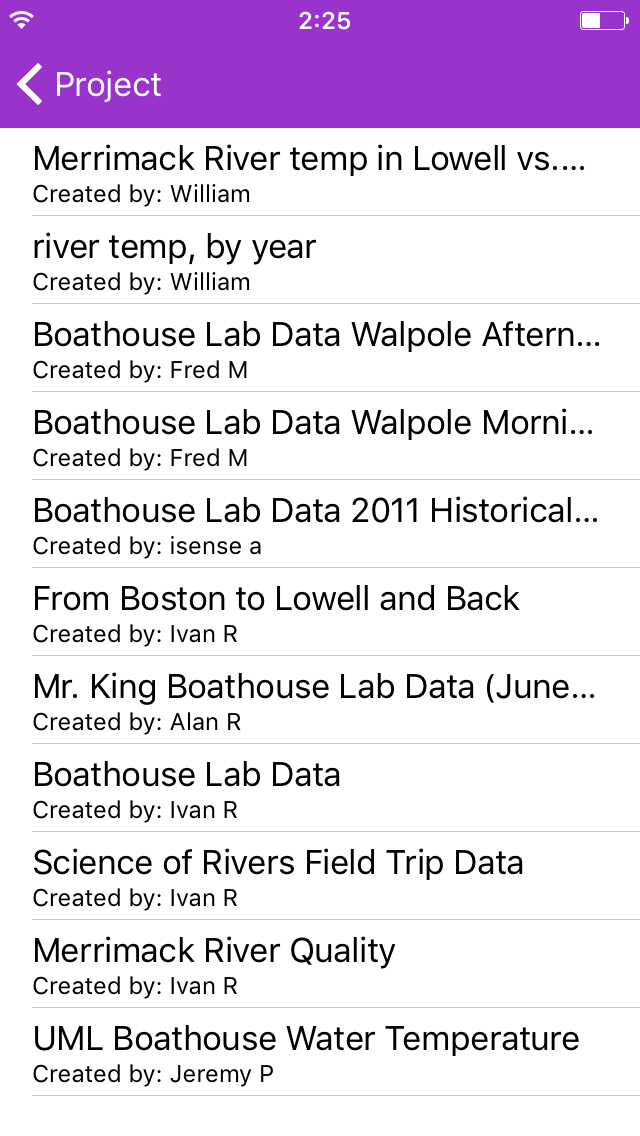 2:25
Project
Merrimack River temp in Lowell vs....
Created by: William
river temp, by year
Created by: William
Boathouse Lab Data Walpole Aftern...
Created by: Fred M
Boathouse Lab Data Walpole Morni...
Created by: Fred M
Boathouse Lab Data 2011 Historical...
Created by: isense a
From Boston to Lowell and Back
Created by: Ivan R
Mr. King Boathouse Lab Data (June...
Created by: Alan R
Boathouse Lab Data
Created by: Ivan R
Science of Rivers Field Trip Data
Created by: Ivan R
Merrimack River Quality
Created by: Ivan R
UML Boathouse Water Temperature
Created by: Jeremy P